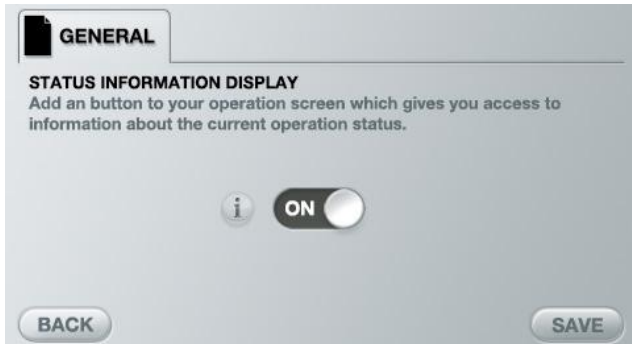 GENERAL
STATUS INFORMATION DISPLAY
Add an button to your operation screen which gives you access to
information about the current operation status.
i ON
BACK SAVE